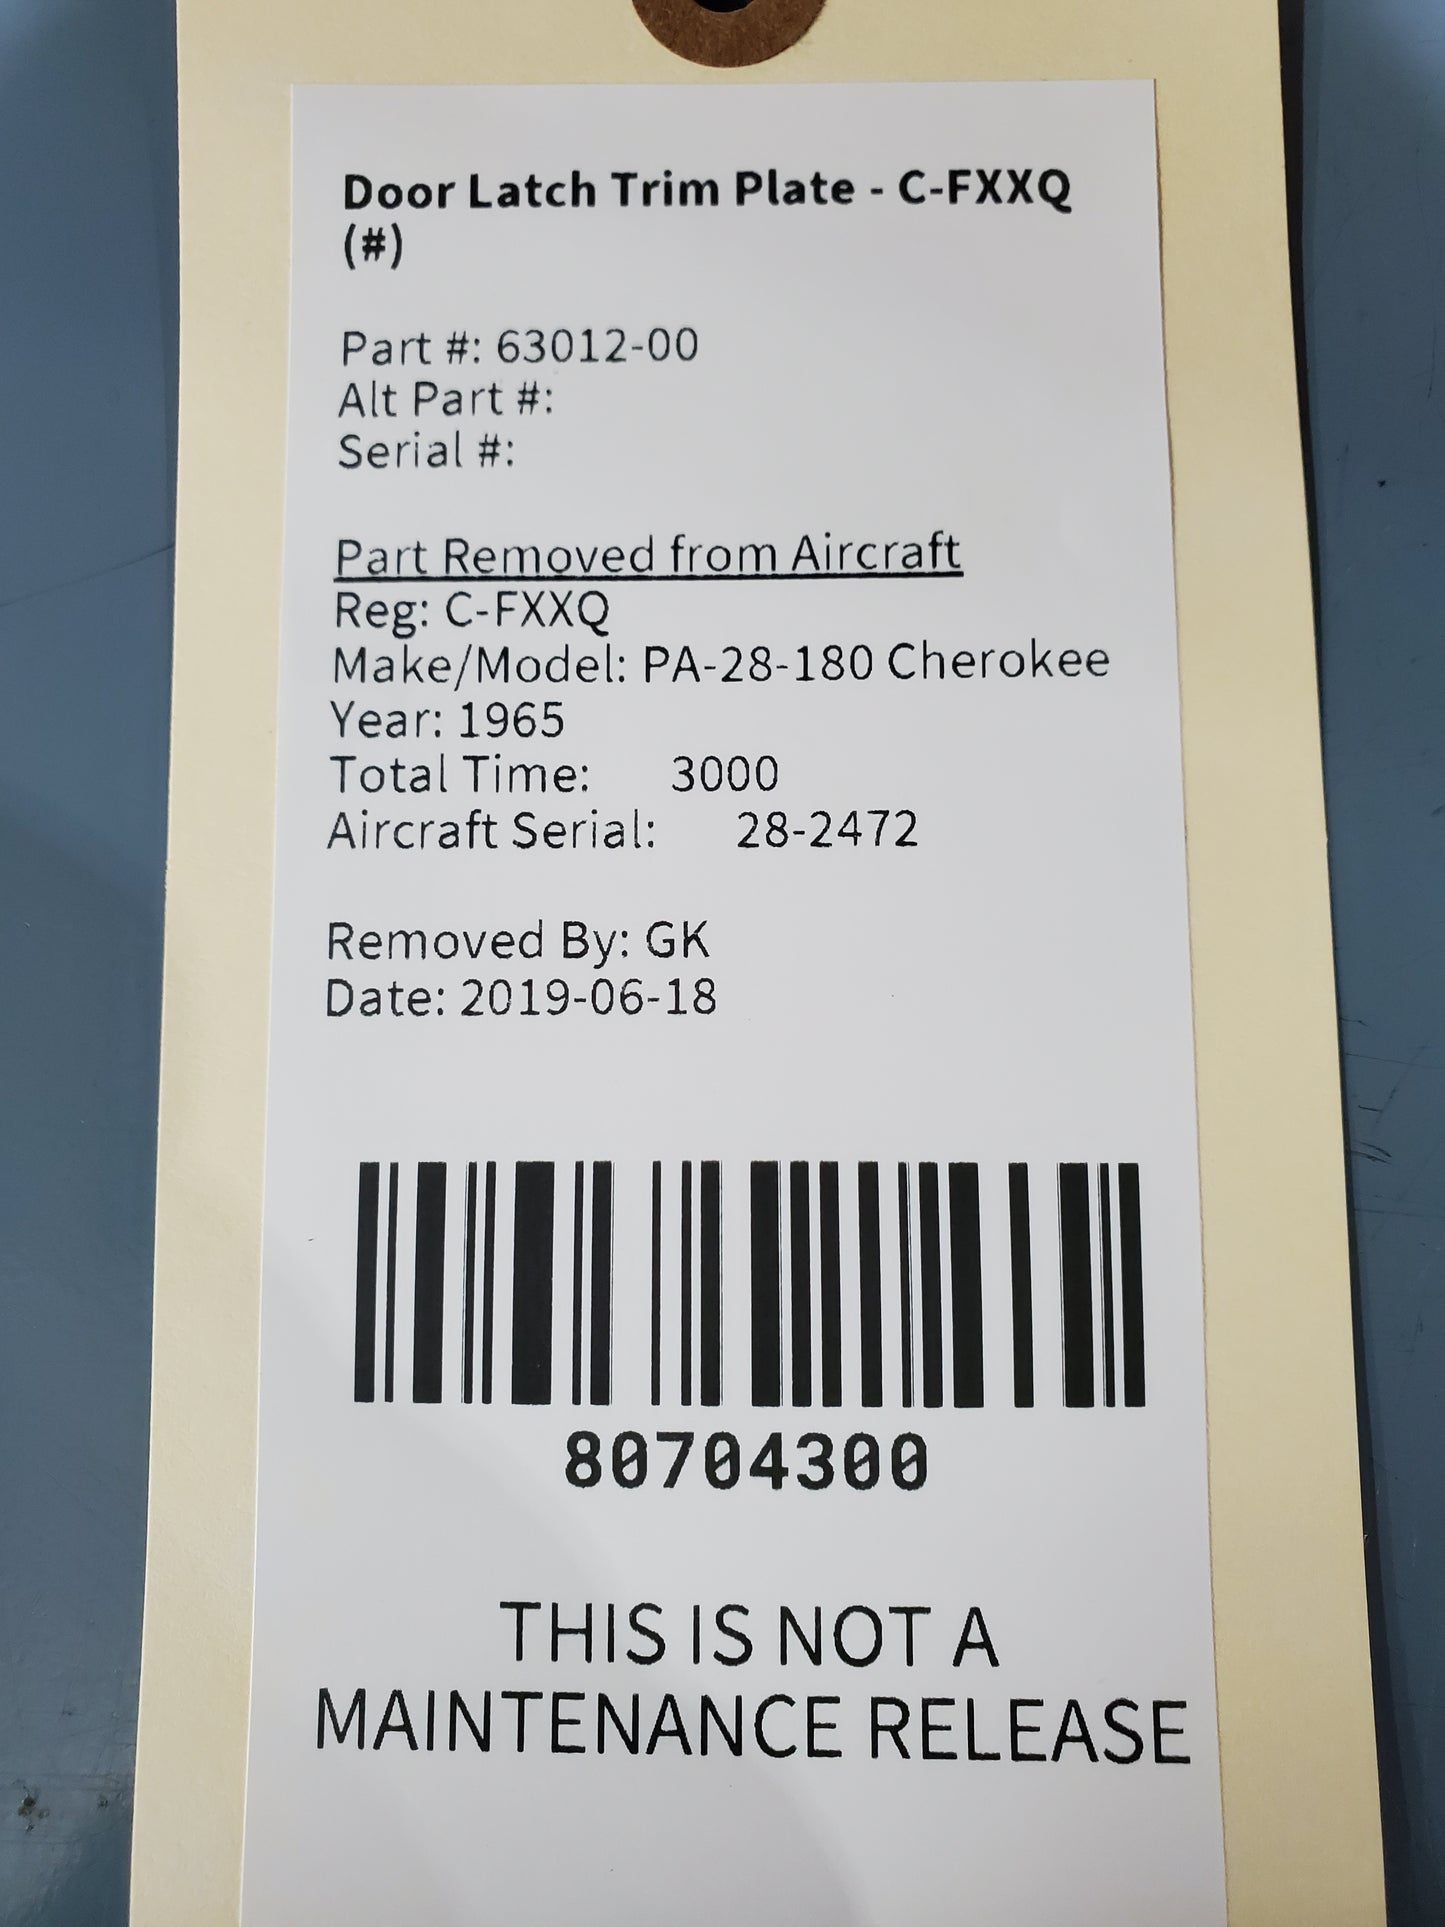 Door Latch Trim Plate - C-FXXQ
(#)
Part #: 63012-00
Alt Part #:
Serial #:
Part Removed from Aircraft
Reg: C-FXXQ
Make/Model: PA-28-180 Cherokee
Year: 1965
Total Time: 3000
Aircraft Serial: 28-2472
Removed By: GK
Date: 2019-06-18
80704300
THIS IS NOT A
MAINTENANCE RELEASE